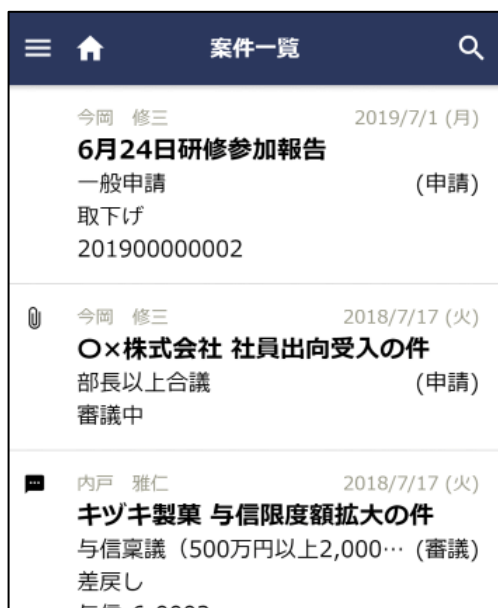 案件一覧
今岡 修三 2019/7/1 (月)
6月24日研修参加報告
一般申請 (申請)
取下げ
201900000002
今岡 修三 2018/7/17 (火)
〇×株式会社 社員出向受入の件
部長以上合議 (申請)
審議中
内戸 雅仁 2018/7/17 (火)
キヅキ製菓 与信限度額拡大の件
与信稟議（500万円以上2,000… (審議)
差戻し